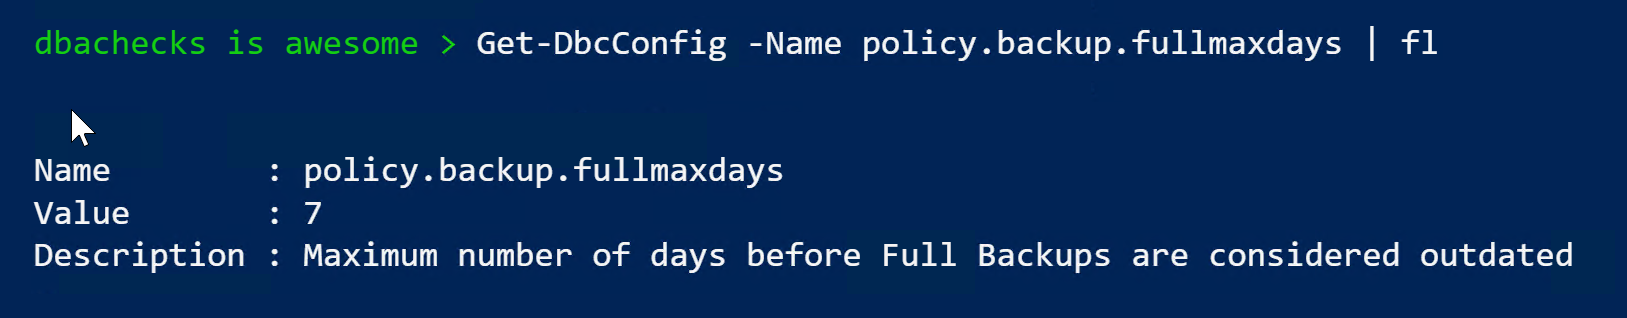 dbachecks is awesome > Get-DbcConfig -Name policy.backup.fullmaxdays | fl
Name        : policy.backup.fullmaxdays
Value       : 7
Description : Maximum number of days before Full Backups are considered outdated